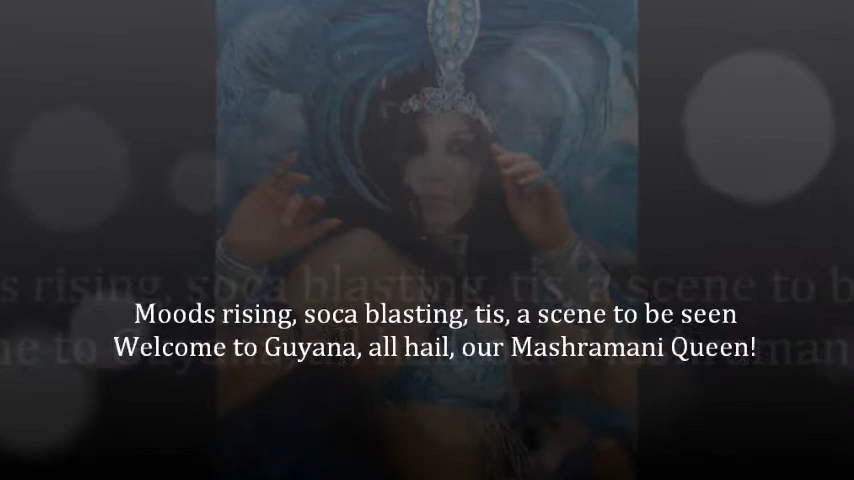 Moods rising, soca blasting, tis, a scene to be seen
Welcome to Guyana, all hail, our Mashramani Queen!